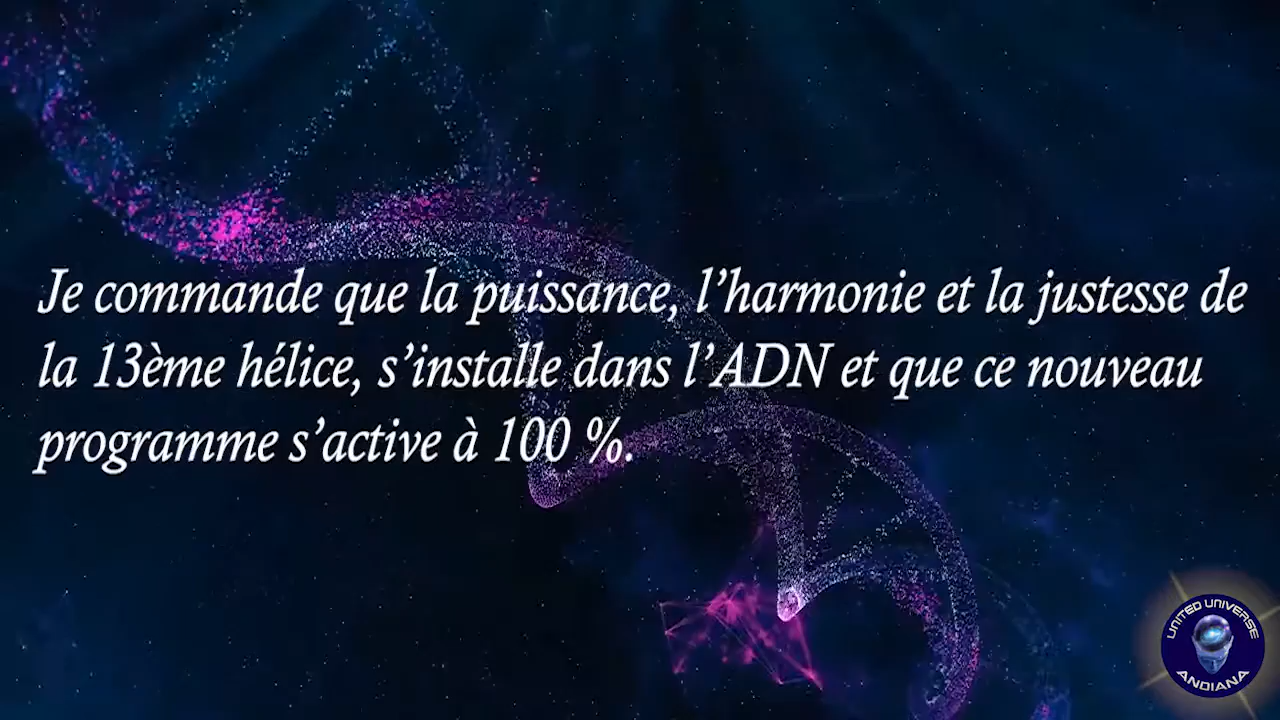 Je commande que la puissance, l’harmonie et la justesse de
la 13ème hélice, s’installe dans l’ADN et que ce nouveau
programme s’active à 100 %.
UNITED UNIVERSE
ANDIANA